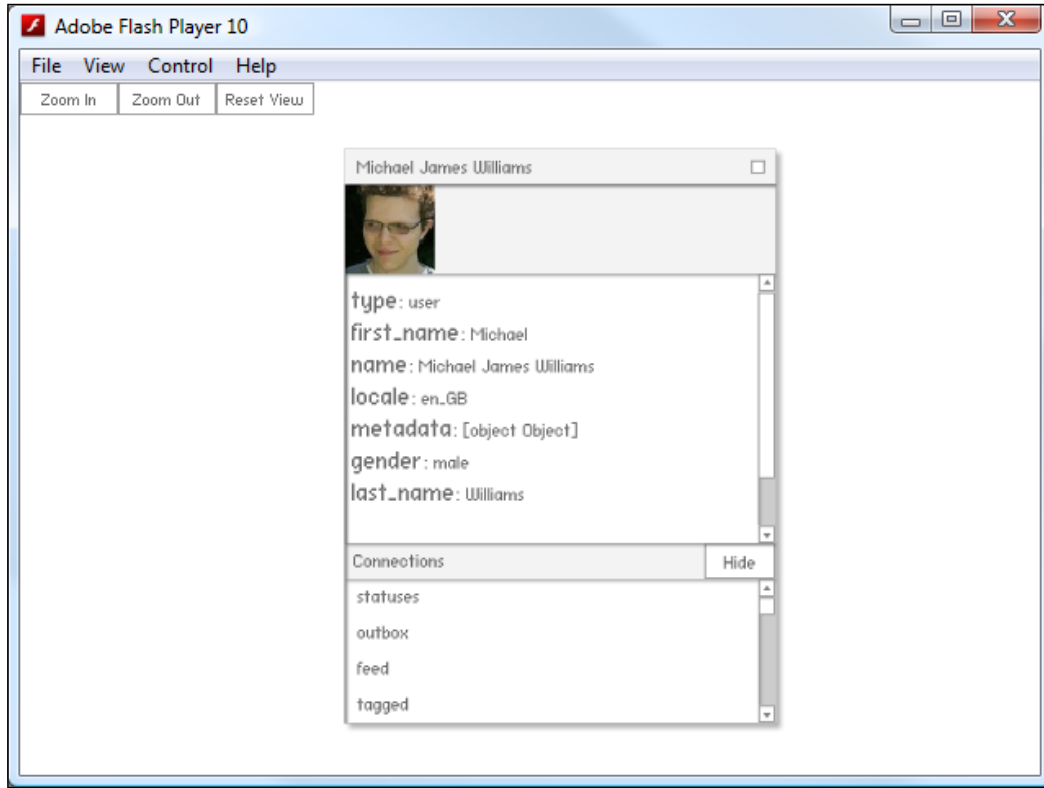 Adobe Flash Player 10
File View Control Help
Zoom In Zoom Out Reset View
Michael James Williams
type: user
first_name: Michael
name: Michael James Williams
locale: en_GB
metadata: [object Object]
gender: male
last_name: Williams
Connections Hide
statuses
outbox
feed
tagged